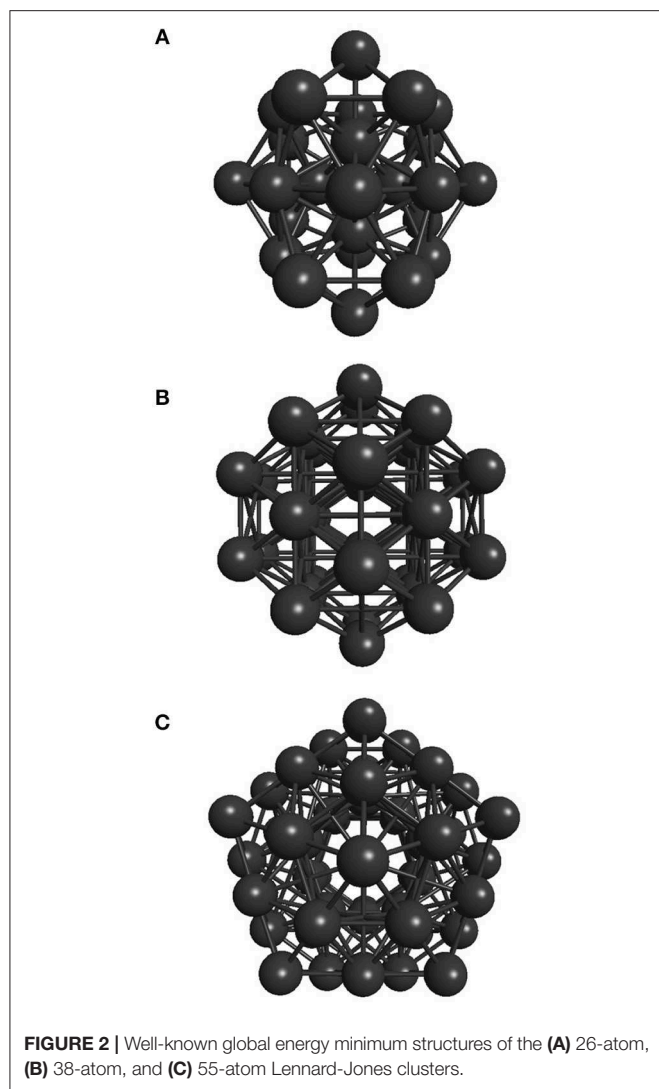 A
B
C
FIGURE 2 | Well-known global energy minimum structures of the (A) 26-atom,
(B) 38-atom, and (C) 55-atom Lennard-Jones clusters.